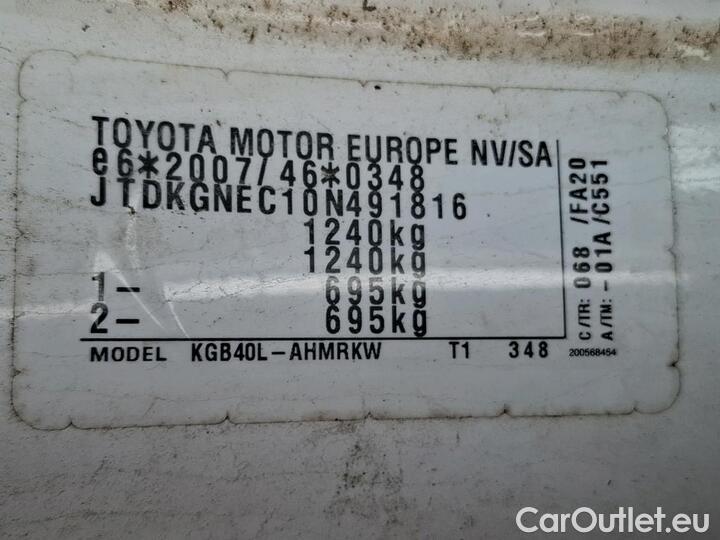 TOYOTA MOTOR EUROPE NV/SA
e6*2007/46*0348
JTDKGNEC10N491816
1240kg
1240kg
1- 695kg
2- 695kg
MODEL KGB40L-AHMRKW T1 348
C/TR: 068 /FA20
A/TM: -01A /C551
200568454
CarOutlet.eu